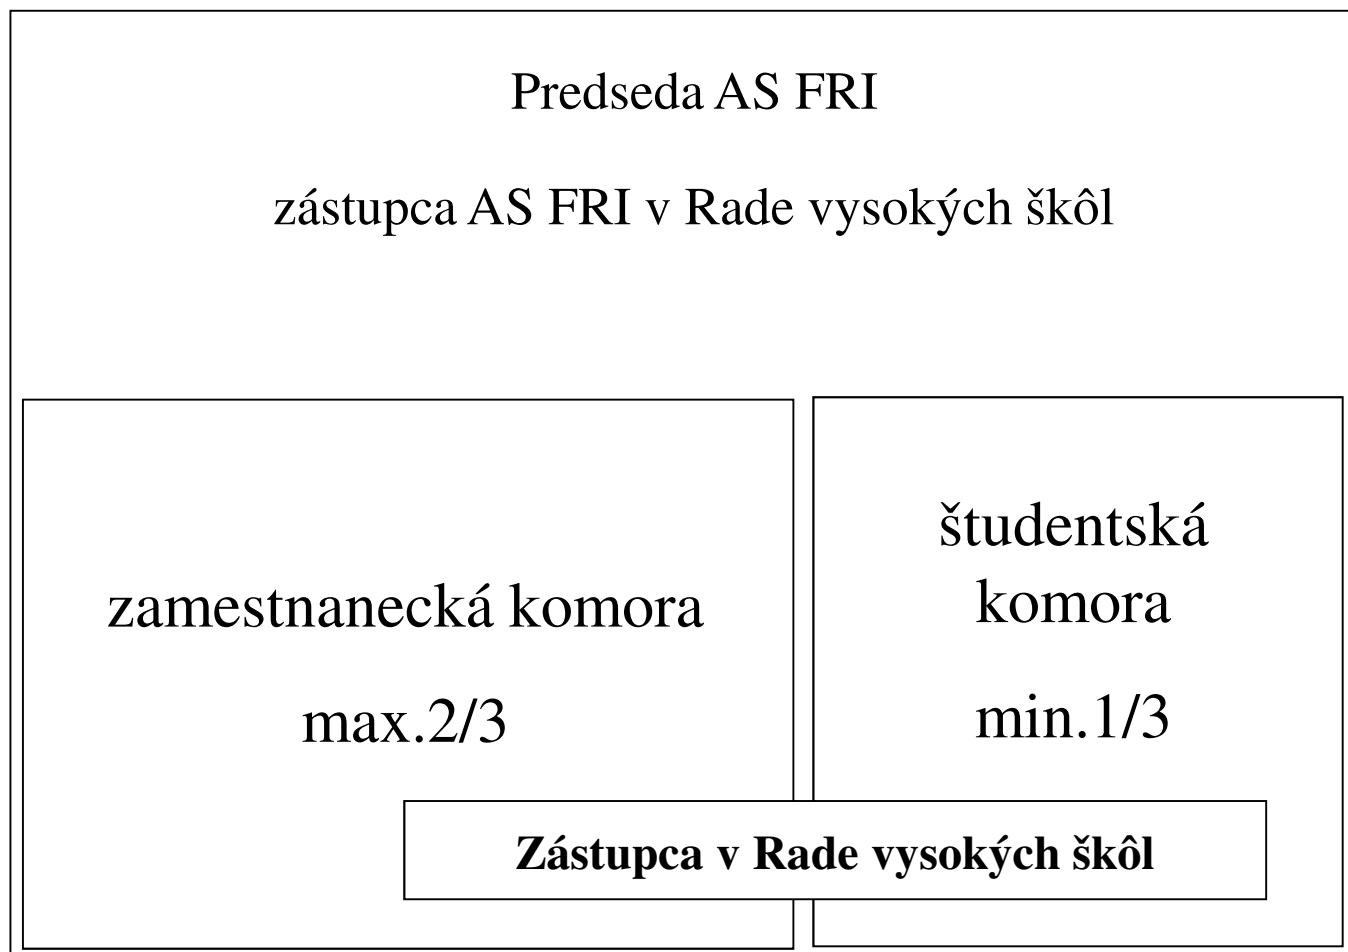 Predseda AS FRI
zástupca AS FRI v Rade vysokých škôl
zamestnanecká komora
max.2/3
študentská
komora
min.1/3
Zástupca v Rade vysokých škôl